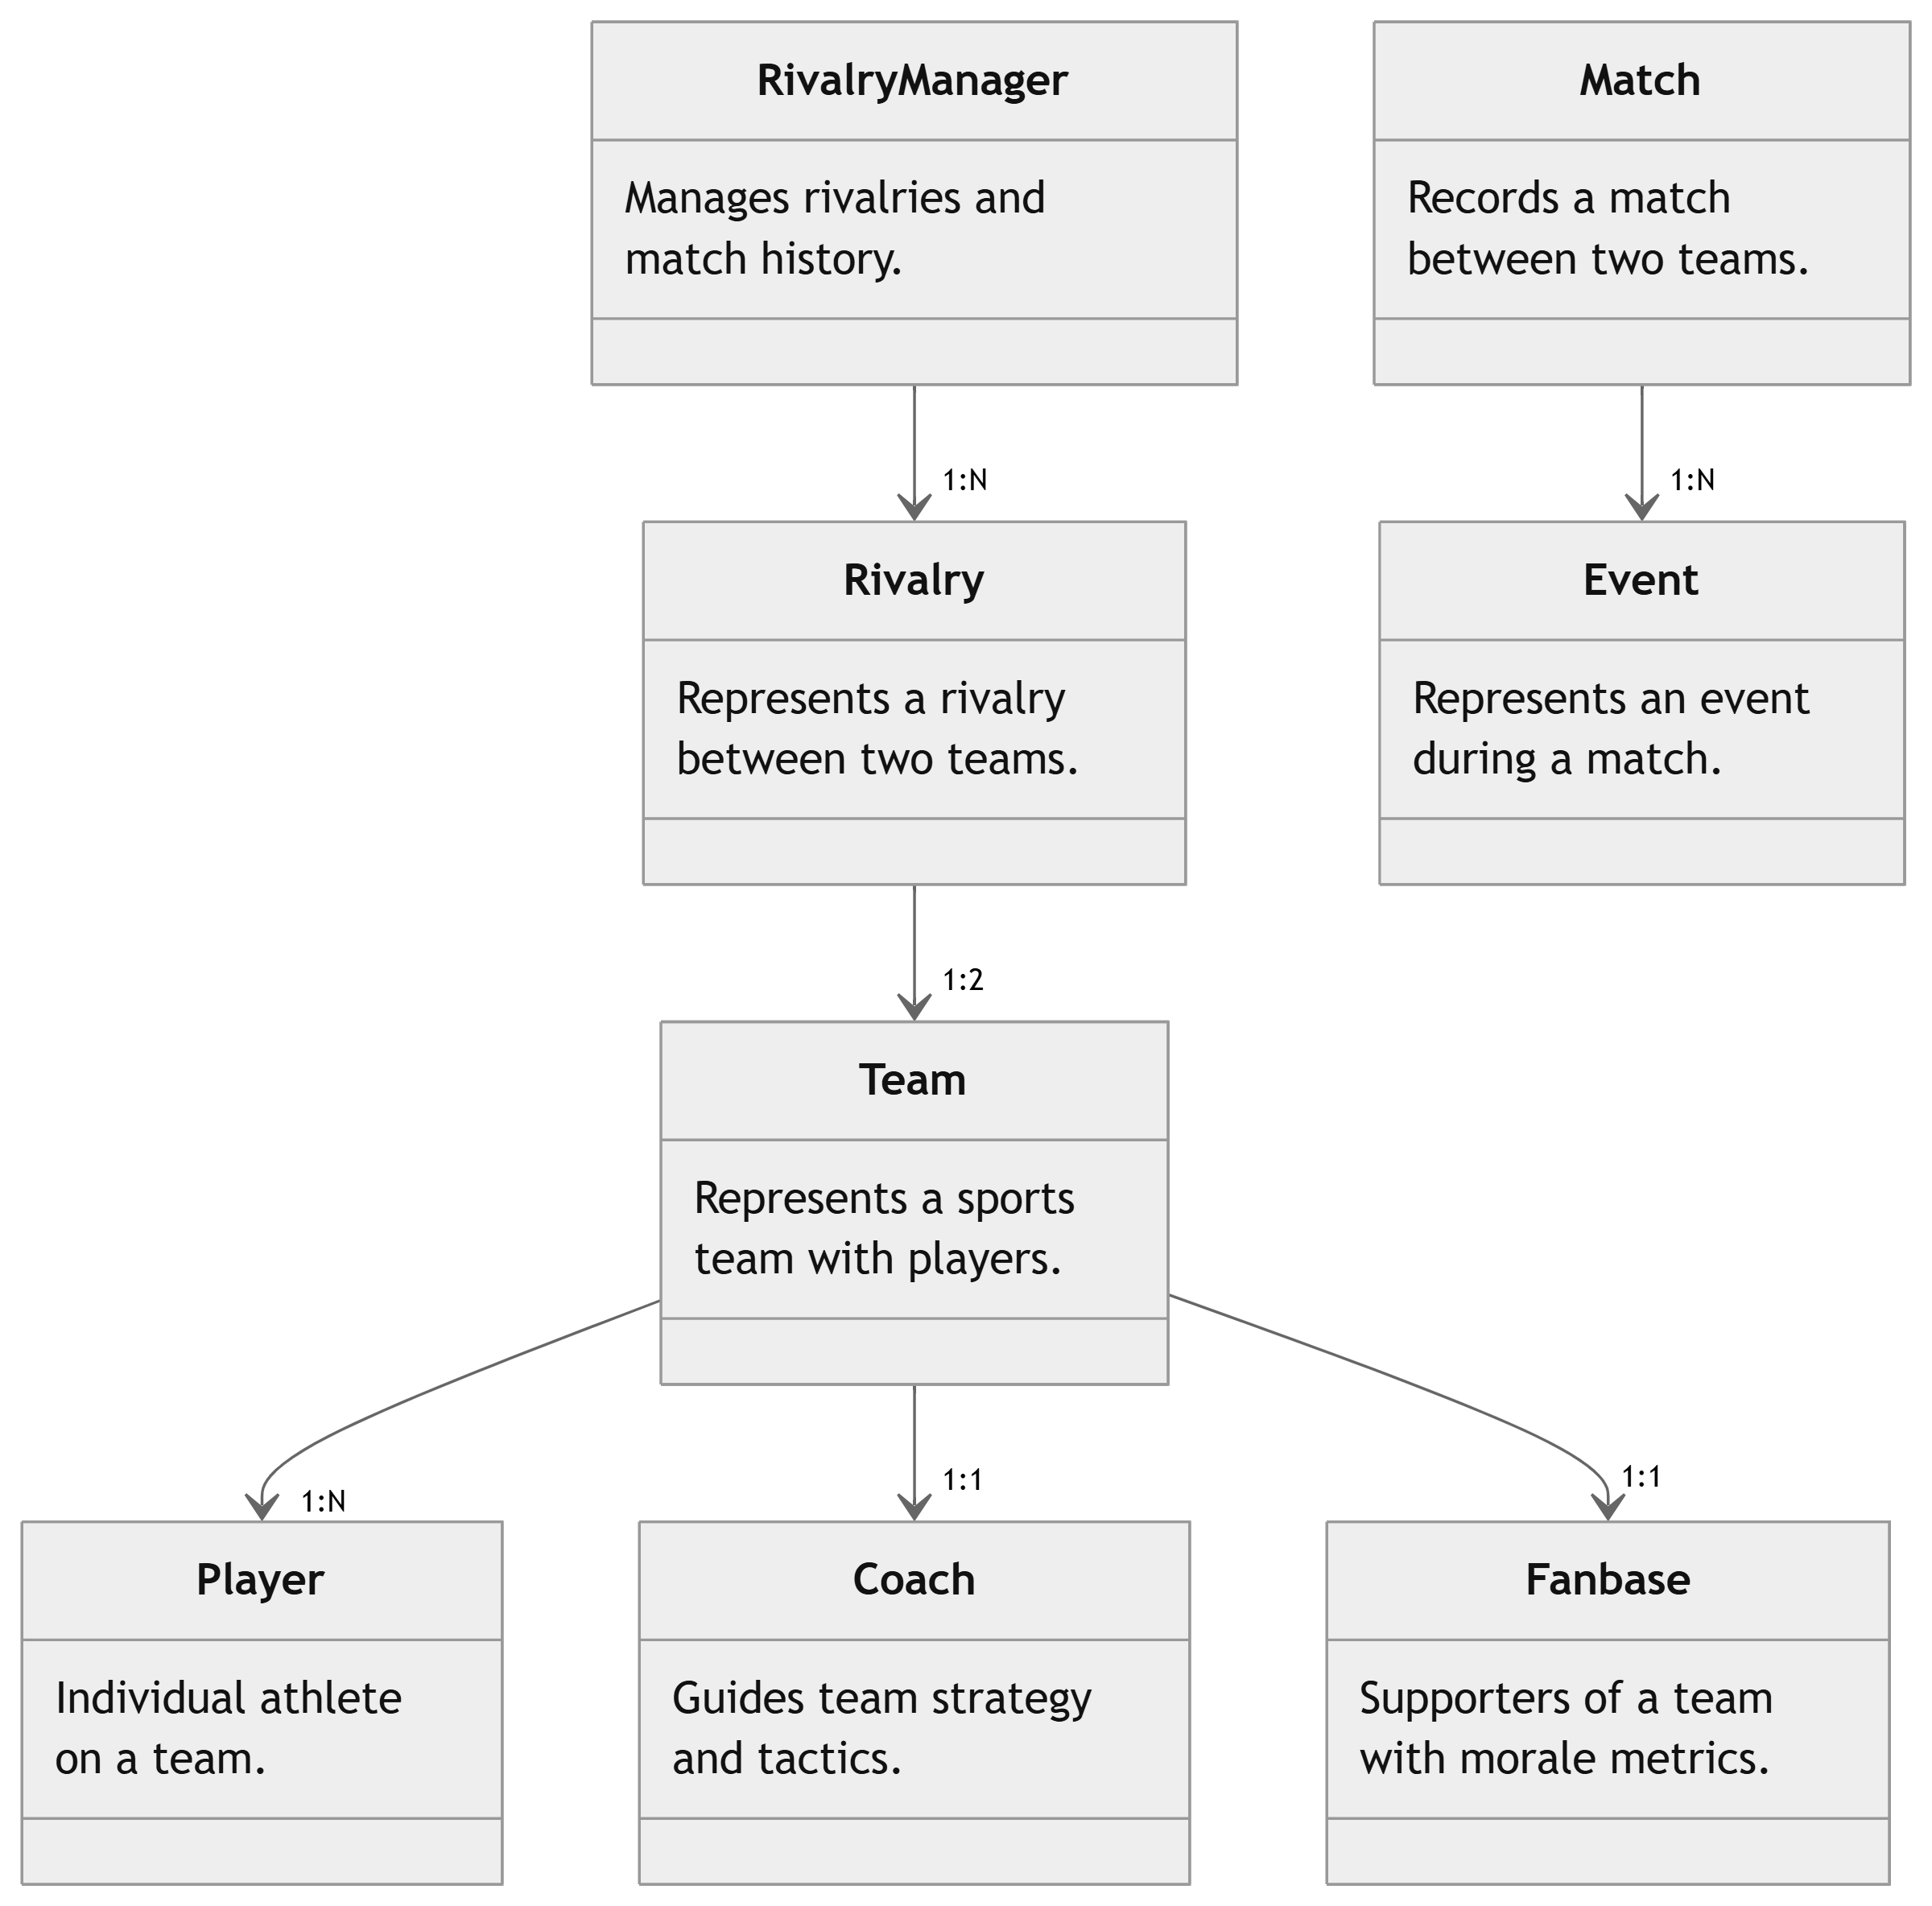 RivalryManager
Manages rivalries and
match history.
Match
Records a match
between two teams.
1:N
1:N
Rivalry
Represents a rivalry
between two teams.
Event
Represents an event
during a match.
1:2
Team
Represents a sports
team with players.
1:N
1:1
1:1
Player
Individual athlete
on a team.
Coach
Guides team strategy
and tactics.
Fanbase
Supporters of a team
with morale metrics.